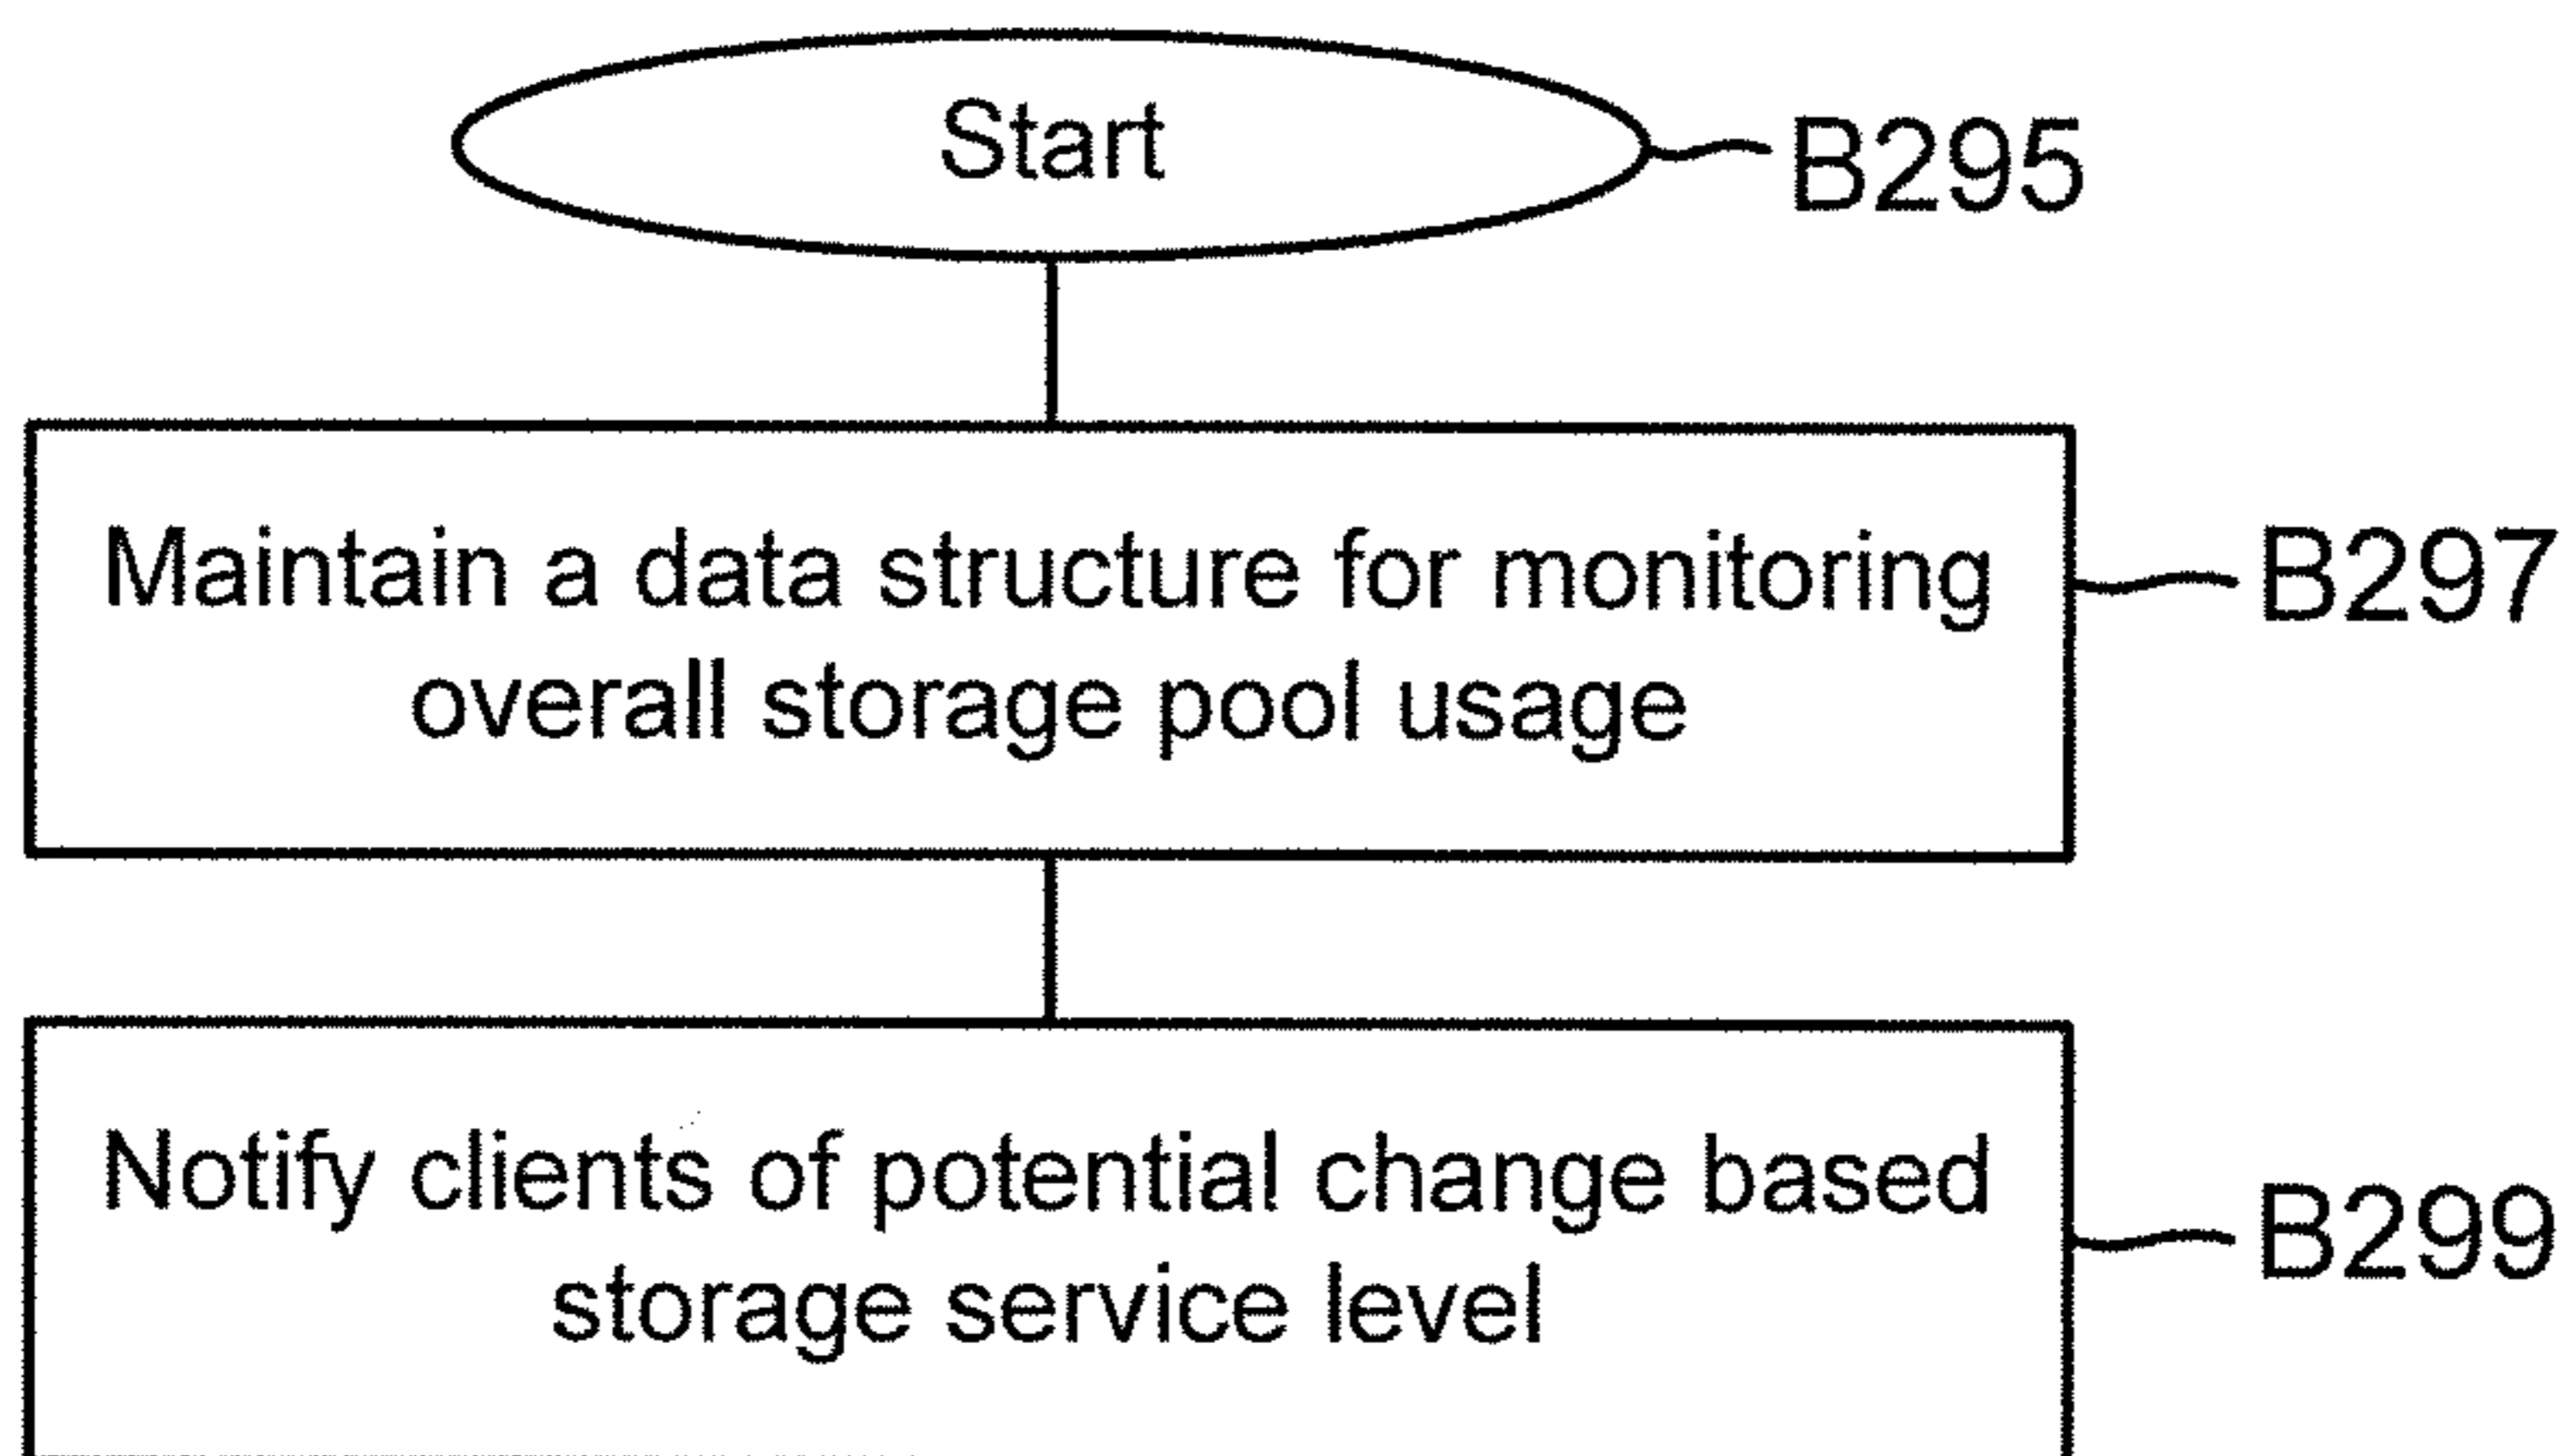 Start
B295
Maintain a data structure for monitoring
overall storage pool usage
B297
Notify clients of potential change based
storage service level
B299